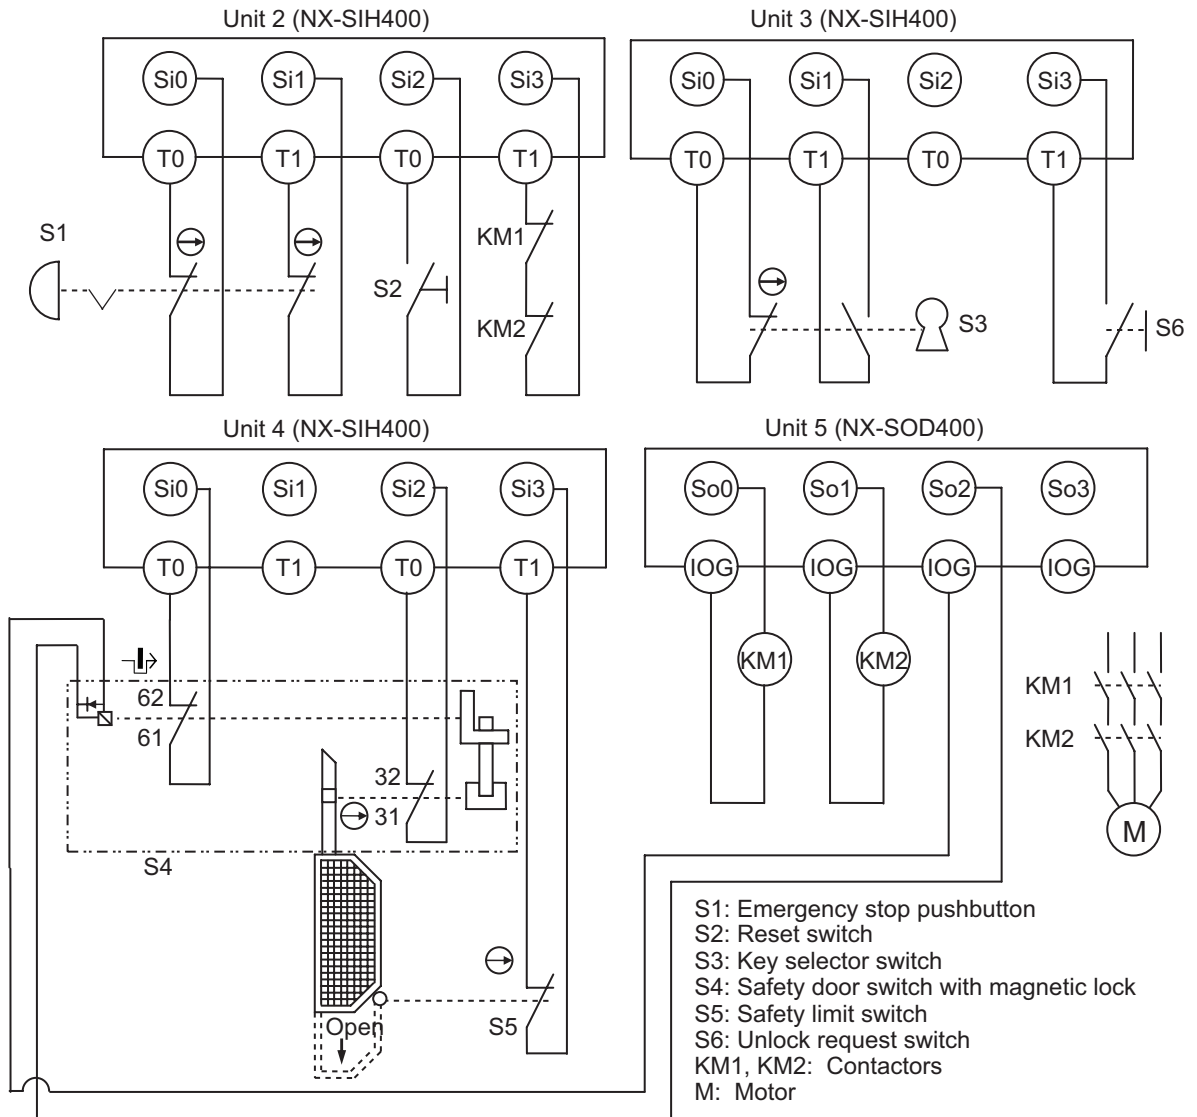 Unit 2 (NX-SIH400)
Si0 Si1 Si2 Si3
T0 T1 T0 T1
S1
S2
KM1
KM2
Unit 3 (NX-SIH400)
Si0 Si1 Si2 Si3
T0 T1 T0 T1
S3
S6
Unit 4 (NX-SIH400)
Si0 Si1 Si2 Si3
T0 T1 T0 T1
62
61
32
31
S4
Open
S5
Unit 5 (NX-SOD400)
So0 So1 So2 So3
IOG IOG IOG IOG
KM1 KM2
KM1
KM2
M
S1: Emergency stop pushbutton
S2: Reset switch
S3: Key selector switch
S4: Safety door switch with magnetic lock
S5: Safety limit switch
S6: Unlock request switch
KM1, KM2: Contactors
M: Motor